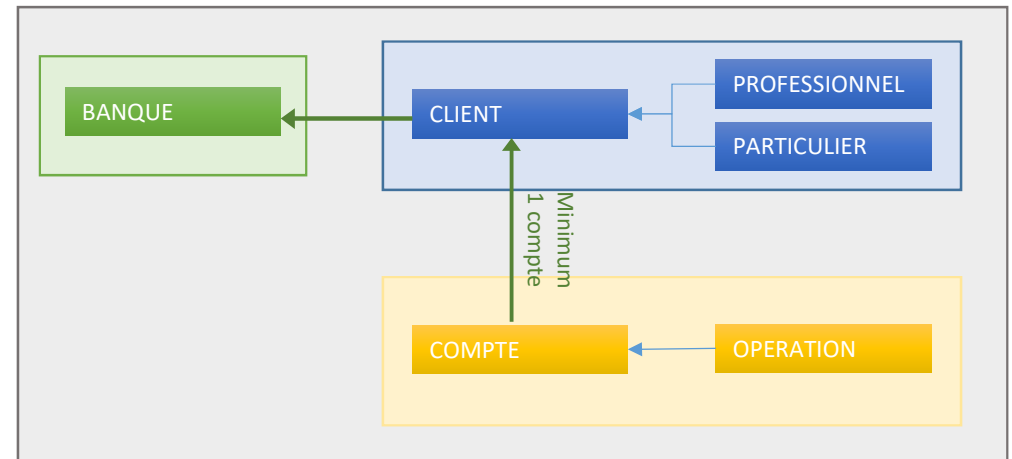 PROFESSIONNEL
BANQUE
CLIENT
PARTICULIER
Minimum
1 compte
COMPTE
OPERATION